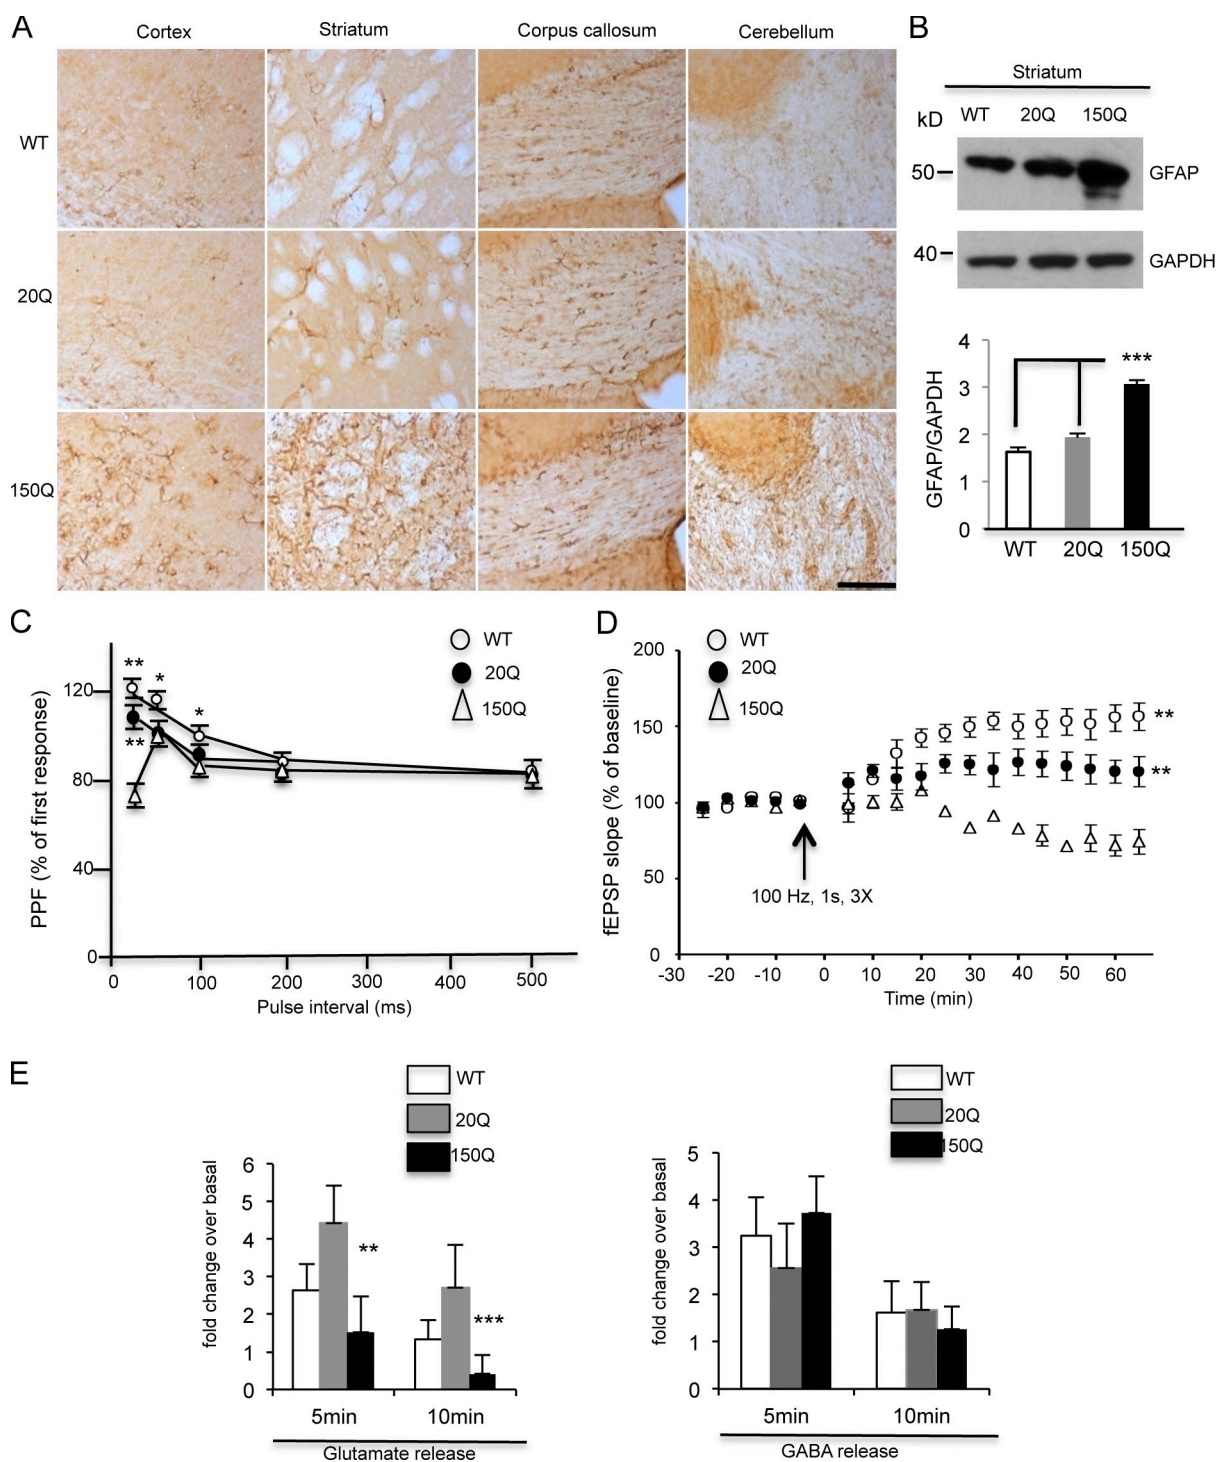 A
Cortex
Striatum
Corpus callosum
Cerebellum
WT
20Q
150Q
B
Striatum
kD
WT
20Q
150Q
50
GFAP
40
GAPDH
4
3
2
1
0
GFAP/GAPDH
***
WT
20Q
150Q
C
WT
20Q
150Q
PPF (% of first response)
120
80
40
0
**
*
*
**
0
100
200
300
400
500
Pulse interval (ms)
D
WT
20Q
150Q
fEPSP slope (% of baseline)
200
150
100
50
0
**
**
100 Hz, 1s, 3X
-30
-20
-10
0
10
20
30
40
50
60
Time (min)
E
WT
20Q
150Q
fold change over basal
6
5
4
3
2
1
0
**
***
5min
10min
Glutamate release
WT
20Q
150Q
fold change over basal
5
4
3
2
1
0
5min
10min
GABA release